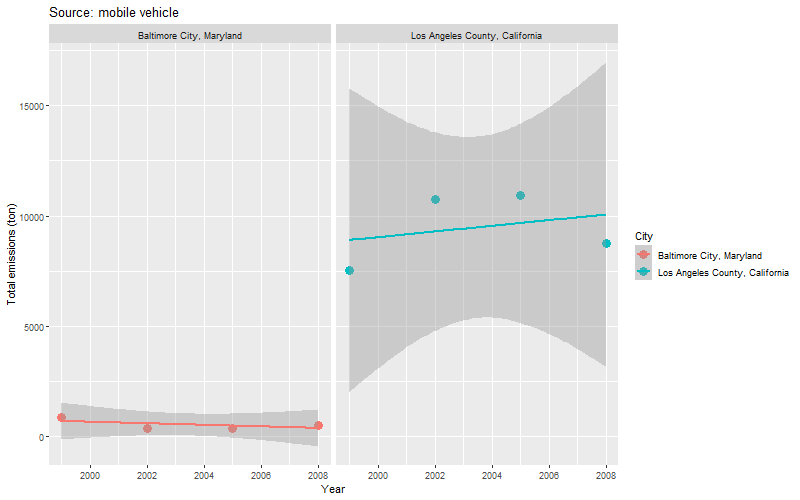 Source: mobile vehicle
Baltimore City, Maryland
Los Angeles County, California
Total emissions (ton)
15000
10000
5000
0
2000 2002 2004 2006 2008
2000 2002 2004 2006 2008
Year
City
Baltimore City, Maryland
Los Angeles County, California